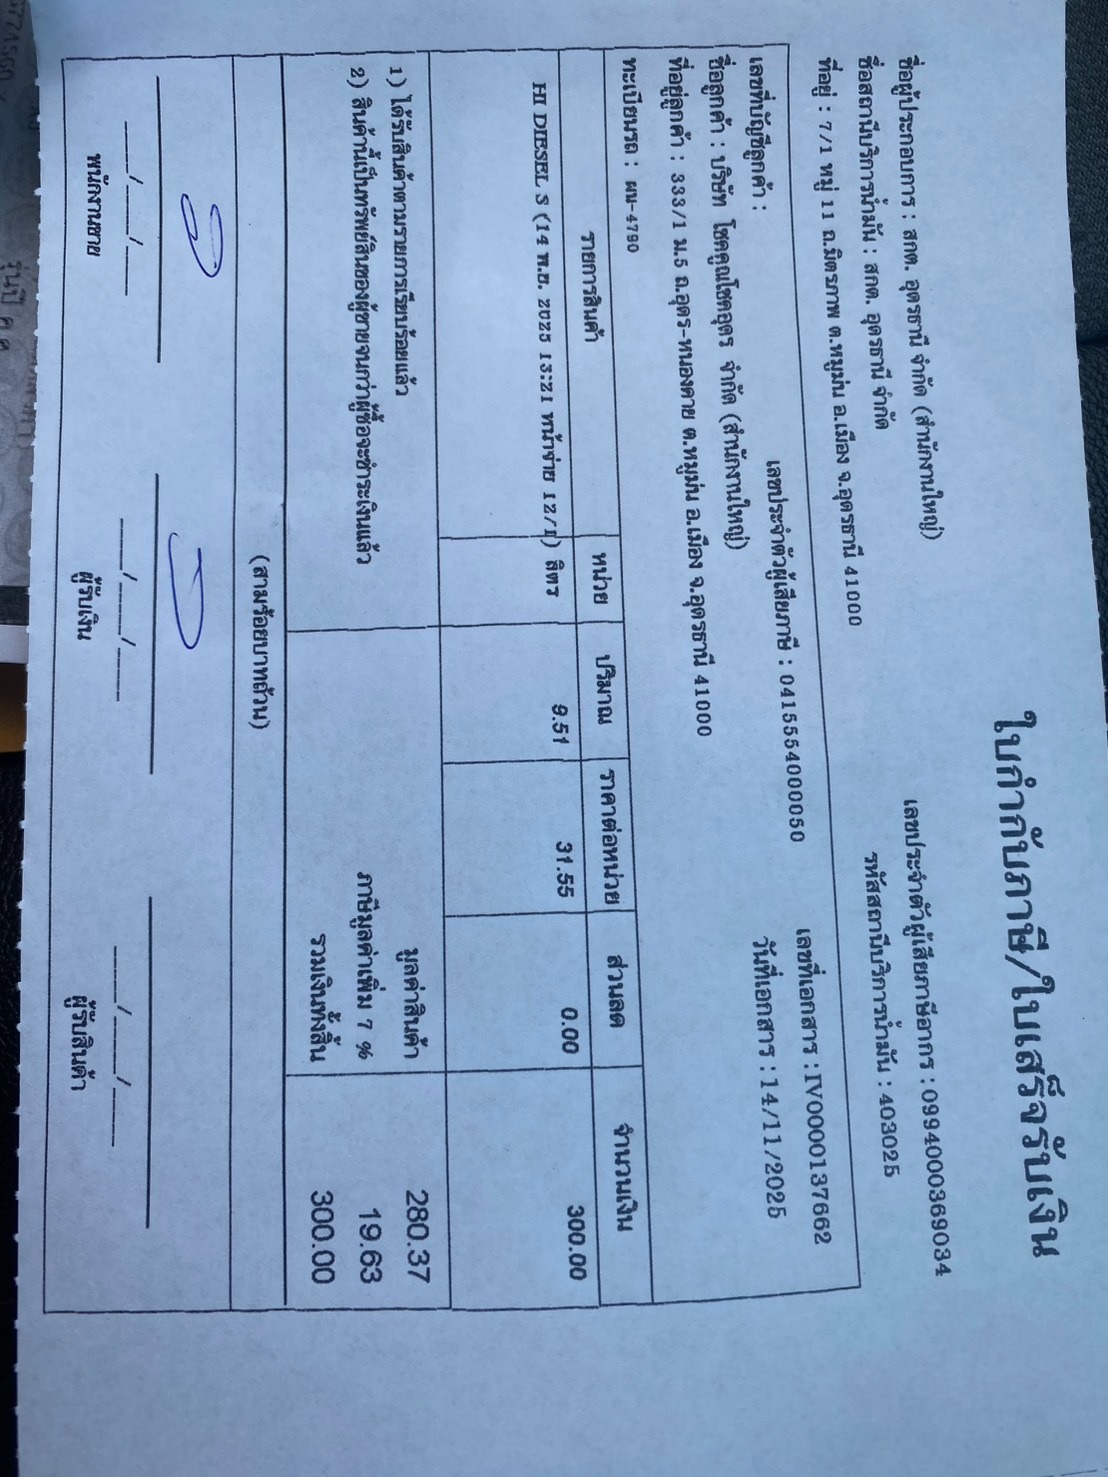 ใบกำกับภาษี/ใบเสร็จรับเงิน
ชื่อผู้ประกอบการ : สกต. อุดรธานี จำกัด (สำนักงานใหญ่) เลขประจำตัวผู้เสียภาษีอากร : 0994000369034
ชื่อสถานีบริการน้ำมัน : สกต. อุดรธานี จำกัด รหัสสถานีบริการน้ำมัน : 403025
ที่อยู่ : 7/1 หมู่ 11 ถ.มิตรภาพ ต.หมูม่น อ.เมือง จ.อุดรธานี 41000
เลขที่เอกสาร : IV0000137662
เลขที่บัญชีลูกค้า : เลขประจำตัวผู้เสียภาษี : 0415554000050 วันที่เอกสาร : 14/11/2025
ชื่อลูกค้า : บริษัท โชคคูณโชคอุดร จำกัด (สำนักงานใหญ่)
ที่อยู่ลูกค้า : 333/1 ม.5 ถ.อุดร-หนองคาย ต.หมูม่น อ.เมือง จ.อุดรธานี 41000
ทะเบียนรถ : ผน-4790
รายการสินค้า หน่วย ปริมาณ ราคาต่อหน่วย ส่วนลด จำนวนเงิน
HI DIESEL S (14 พ.ย. 2025 13:21 หน้าจ่าย 12/1) ลิตร 9.51 31.55 0.00 300.00
1) ได้รับสินค้าตามรายการเรียบร้อยแล้ว มูลค่าสินค้า 280.37
2) สินค้านี้เป็นทรัพย์สินของผู้ขายจนกว่าผู้ซื้อจะชำระเงินแล้ว ภาษีมูลค่าเพิ่ม 7 % 19.63
รวมเงินทั้งสิ้น 300.00
(สามร้อยบาทถ้วน)
___/___/___ ___/___/___ ___/___/___
พนักงานขาย ผู้รับเงิน ผู้รับสินค้า